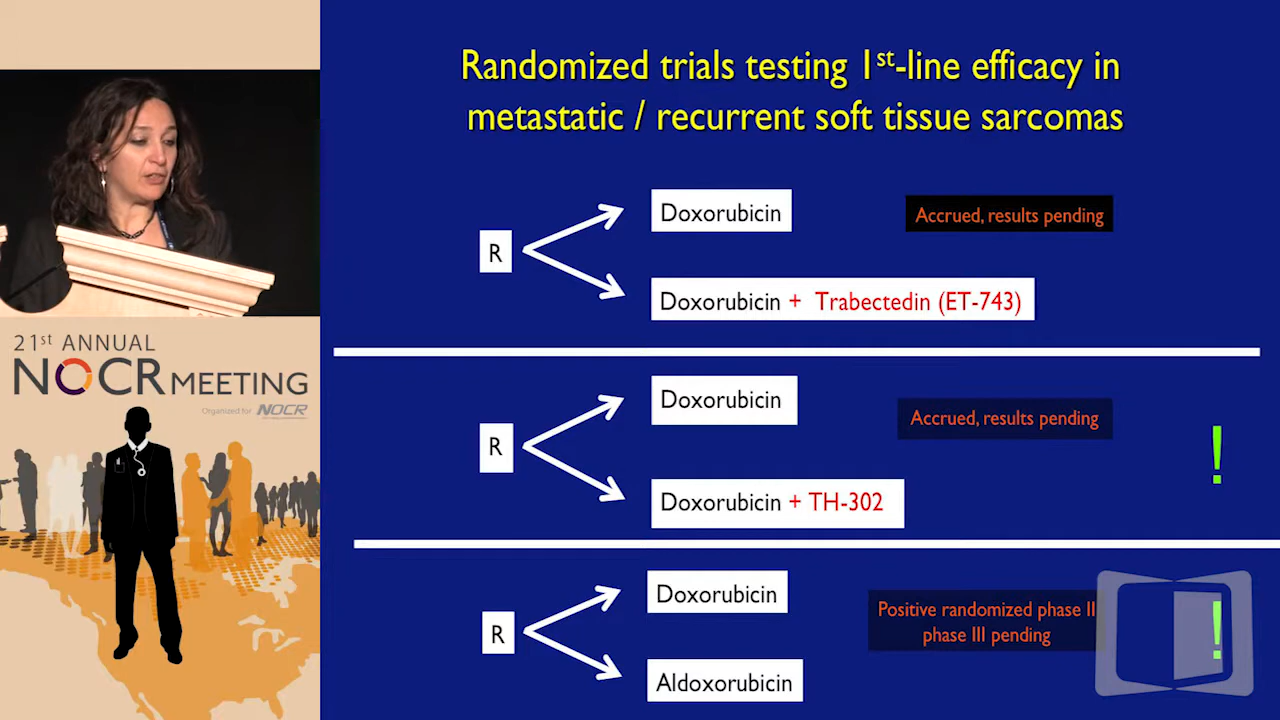 Randomized trials testing 1st-line efficacy in
metastatic / recurrent soft tissue sarcomas
Doxorubicin
Accrued, results pending
R
Doxorubicin + Trabectedin (ET-743)
Doxorubicin
Accrued, results pending
R
!
Doxorubicin + TH-302
Doxorubicin
Positive randomized phase II
phase III pending
R
!
Aldoxorubicin
21st ANNUAL
NOCR MEETING
Organized for NOCR